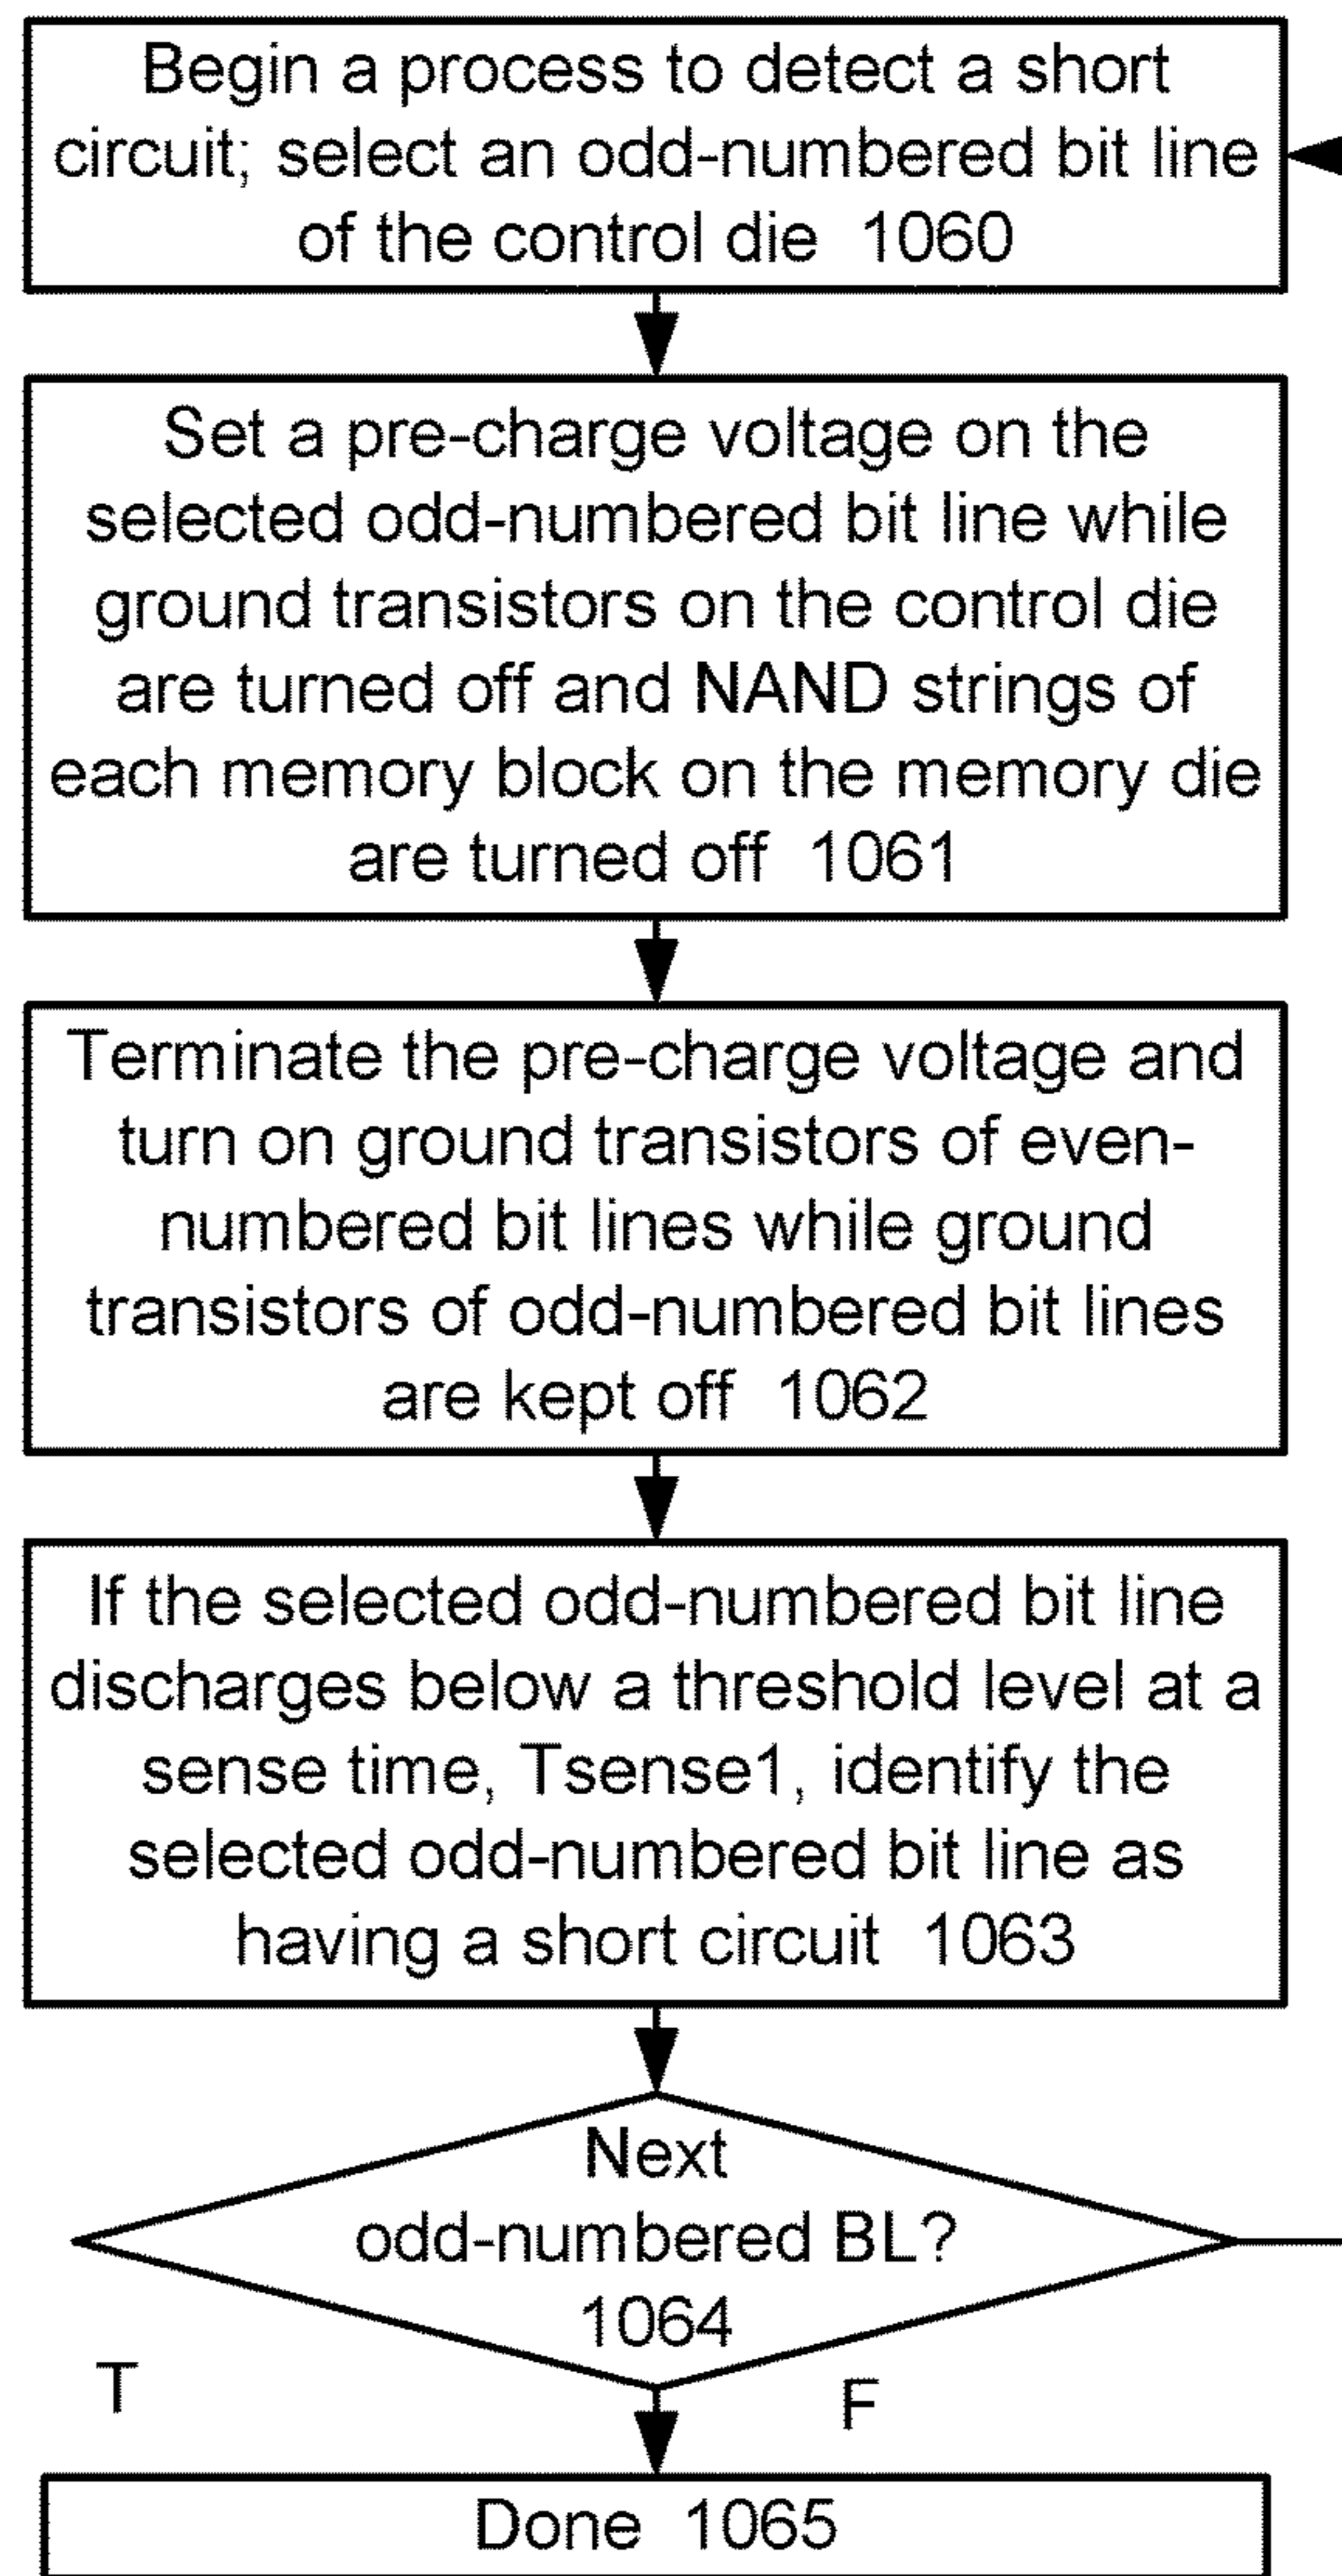 Begin a process to detect a short
circuit; select an odd-numbered bit line
of the control die 1060
Set a pre-charge voltage on the
selected odd-numbered bit line while
ground transistors on the control die
are turned off and NAND strings of
each memory block on the memory die
are turned off 1061
Terminate the pre-charge voltage and
turn on ground transistors of even-
numbered bit lines while ground
transistors of odd-numbered bit lines
are kept off 1062
If the selected odd-numbered bit line
discharges below a threshold level at a
sense time, Tsense1, identify the
selected odd-numbered bit line as
having a short circuit 1063
Next
odd-numbered BL?
1064
T
F
Done 1065